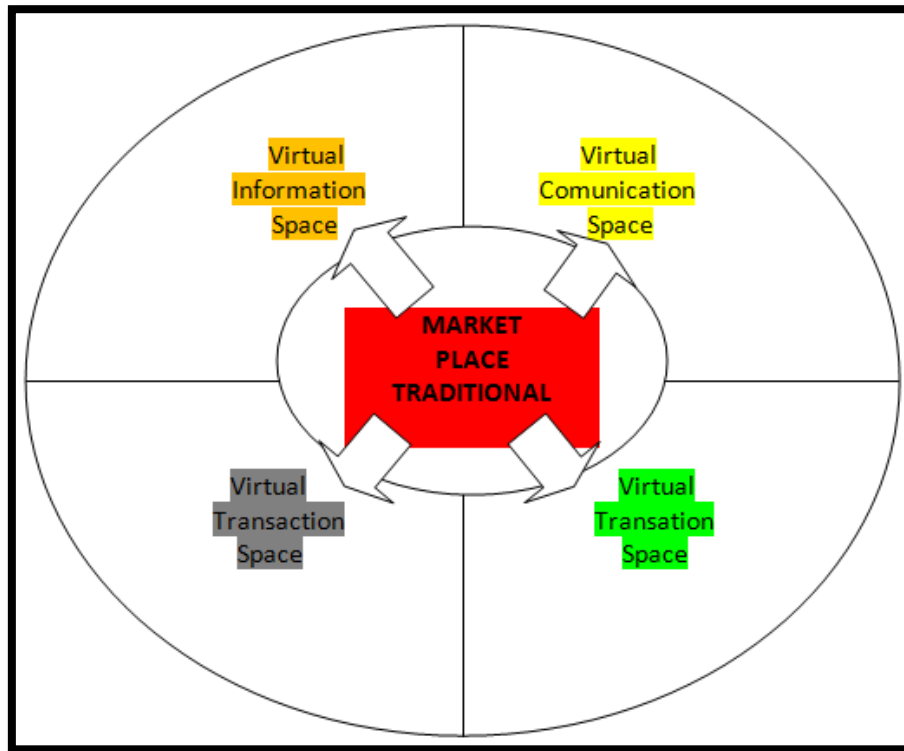 Virtual
Information
Space
Virtual
Comunication
Space
MARKET
PLACE
TRADITIONAL
Virtual
Transaction
Space
Virtual
Transation
Space